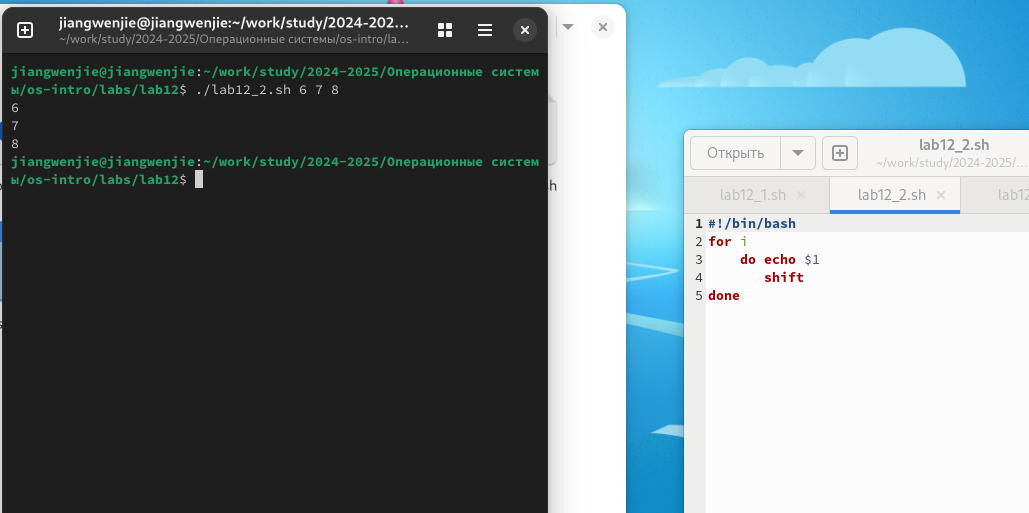 jiangwenjie@jiangwenjie:~/work/study/2024-202...
~/work/study/2024-2025/Операционные системы/os-intro/la...
jiangwenjie@jiangwenjie:~/work/study/2024-2025/Операционные систем
ы/os-intro/labs/lab12$ ./lab12_2.sh 6 7 8
6
7
8
jiangwenjie@jiangwenjie:~/work/study/2024-2025/Операционные систем
ы/os-intro/labs/lab12$
Открыть
lab12_2.sh
~/work/study/2024-2025/...
lab12_1.sh
lab12_2.sh
lab12
1 #!/bin/bash
2 for i
3     do echo $1
4        shift
5 done